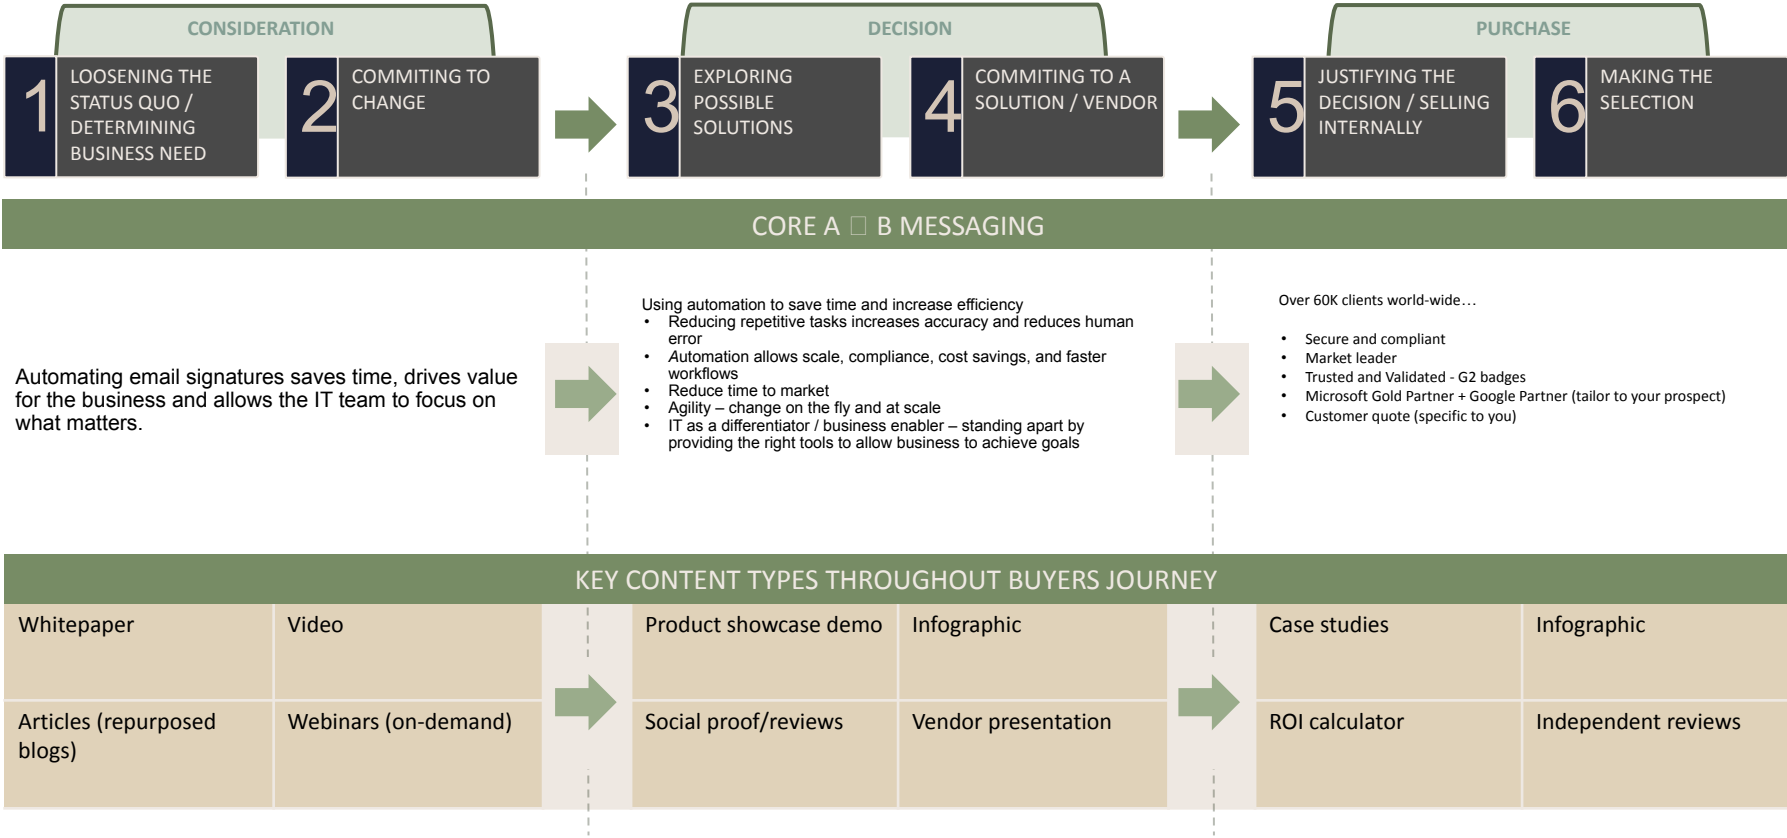 CONSIDERATION
DECISION
PURCHASE
1
LOOSENING THE
STATUS QUO /
DETERMINING
BUSINESS NEED
2
COMMITING TO
CHANGE
3
EXPLORING
POSSIBLE
SOLUTIONS
4
COMMITING TO A
SOLUTION / VENDOR
5
JUSTIFYING THE
DECISION / SELLING
INTERNALLY
6
MAKING THE
SELECTION
CORE A □ B MESSAGING
Automating email signatures saves time, drives value
for the business and allows the IT team to focus on
what matters.
Using automation to save time and increase efficiency
• Reducing repetitive tasks increases accuracy and reduces human
error
• Automation allows scale, compliance, cost savings, and faster
workflows
• Reduce time to market
• Agility – change on the fly and at scale
• IT as a differentiator / business enabler – standing apart by
providing the right tools to allow business to achieve goals
Over 60K clients world-wide…
• Secure and compliant
• Market leader
• Trusted and Validated - G2 badges
• Microsoft Gold Partner + Google Partner (tailor to your prospect)
• Customer quote (specific to you)
KEY CONTENT TYPES THROUGHOUT BUYERS JOURNEY
Whitepaper
Video
Product showcase demo
Infographic
Case studies
Infographic
Articles (repurposed
blogs)
Webinars (on-demand)
Social proof/reviews
Vendor presentation
ROI calculator
Independent reviews